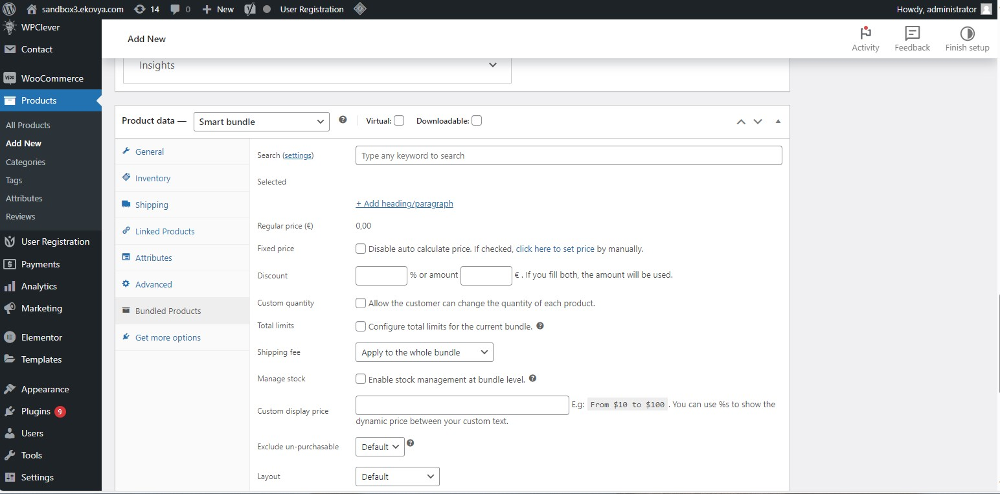 sandbox3.ekovya.com 14 0 New User Registration Howdy, administrator
WPClever
Contact
WooCommerce
Products
All Products
Add New
Categories
Tags
Attributes
Reviews
User Registration
Payments
Analytics
Marketing
Elementor
Templates
Appearance
Plugins 9
Users
Tools
Settings
Add New
Activity Feedback Finish setup
Insights
Product data — Smart bundle Virtual: Downloadable:
General
Inventory
Shipping
Linked Products
Attributes
Advanced
Bundled Products
Get more options
Search (settings) Type any keyword to search
Selected
+ Add heading/paragraph
Regular price (€) 0,00
Fixed price Disable auto calculate price. If checked, click here to set price by manually.
Discount % or amount € . If you fill both, the amount will be used.
Custom quantity Allow the customer can change the quantity of each product.
Total limits Configure total limits for the current bundle.
Shipping fee Apply to the whole bundle
Manage stock Enable stock management at bundle level.
Custom display price E.g: From $10 to $100 . You can use %s to show the
dynamic price between your custom text.
Exclude un-purchasable Default
Layout Default